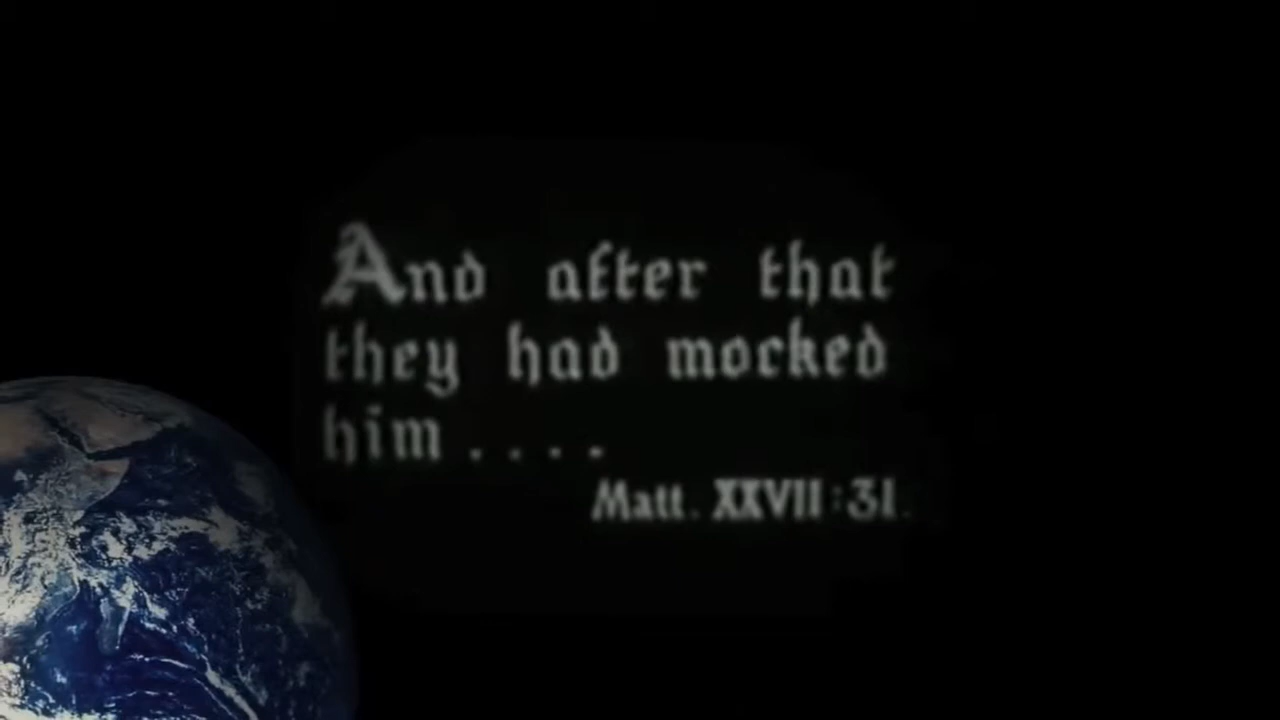 And after that
they had mocked
him . . . .
Matt. XXVII : 31.